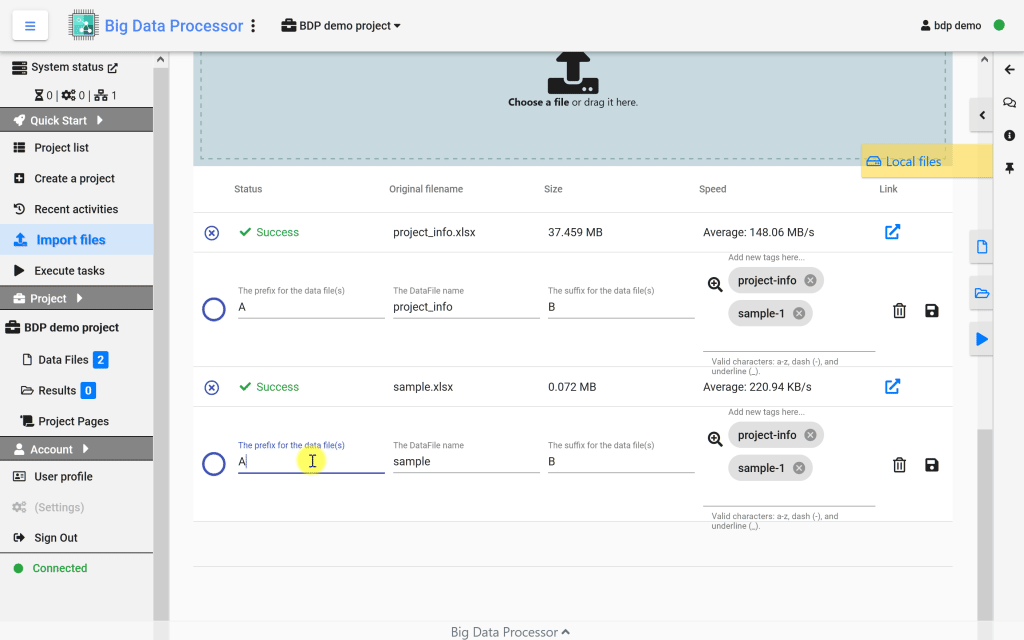 Big Data Processor
BDP demo project
bdp demo
System status
0 | 0 | 1
Quick Start
Project list
Create a project
Recent activities
Import files
Execute tasks
Project
BDP demo project
Data Files 2
Results 0
Project Pages
Account
User profile
(Settings)
Sign Out
Connected
Choose a file or drag it here.
Local files
Status Original filename Size Speed Link
Success project_info.xlsx 37.459 MB Average: 148.06 MB/s
Add new tags here...
project-info
The prefix for the data file(s) The DataFile name The suffix for the data file(s)
A project_info B
sample-1
Valid characters: a-z, dash (-), and
underline (_).
Success sample.xlsx 0.072 MB Average: 220.94 KB/s
Add new tags here...
project-info
The prefix for the data file(s) The DataFile name The suffix for the data file(s)
A sample B
sample-1
Valid characters: a-z, dash (-), and
underline (_).
Big Data Processor